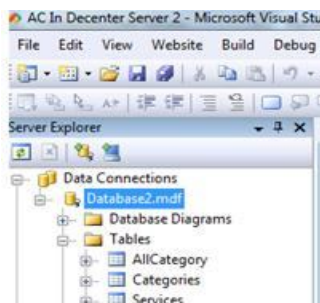 AC In Decenter Server 2 - Microsoft Visual Stu
File Edit View Website Build Debug
Server Explorer
Data Connections
Database2.mdf
Database Diagrams
Tables
AllCategory
Categories
Services